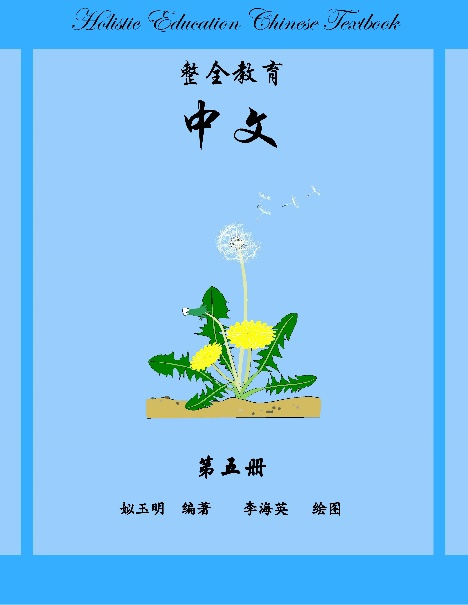 Holistic Education Chinese Textbook
整全教育
中文
第五册
姒玉明 编著 李海英 绘图